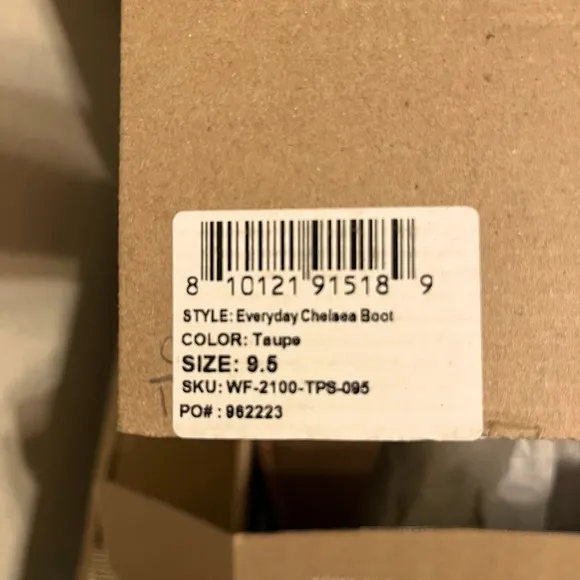 8 10121 91518 9
STYLE: Everyday Chelsea Boot
COLOR: Taupe
SIZE: 9.5
SKU: WF-2100-TPS-095
PO# : 962223